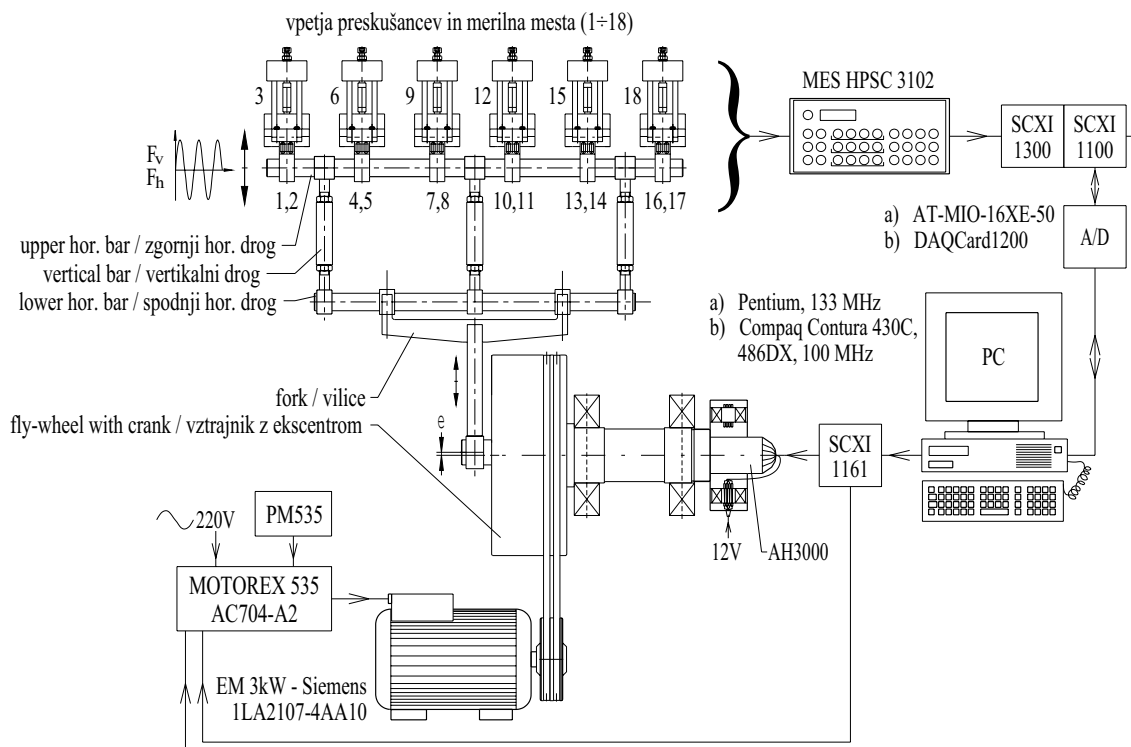 vpetja preskušancev in merilna mesta (1÷18)
3
6
9
12
15
18
MES HPSC 3102
SCXI
1300
SCXI
1100
Fv
Fh
1,2
4,5
7,8
10,11
13,14
16,17
a) AT-MIO-16XE-50
b) DAQCard1200
A/D
upper hor. bar / zgornji hor. drog
vertical bar / vertikalni drog
lower hor. bar / spodnji hor. drog
a) Pentium, 133 MHz
b) Compaq Contura 430C,
486DX, 100 MHz
PC
fork / vilice
fly-wheel with crank / vztrajnik z ekscentrom
e
SCXI
1161
12V
AH3000
220V
PM535
MOTOREX 535
AC704-A2
EM 3kW - Siemens
1LA2107-4AA10